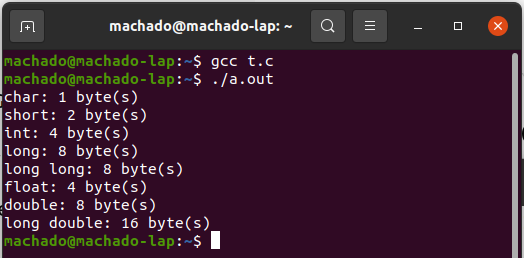 machado@machado-lap: ~
machado@machado-lap:~$ gcc t.c
machado@machado-lap:~$ ./a.out
char: 1 byte(s)
short: 2 byte(s)
int: 4 byte(s)
long: 8 byte(s)
long long: 8 byte(s)
float: 4 byte(s)
double: 8 byte(s)
long double: 16 byte(s)
machado@machado-lap:~$